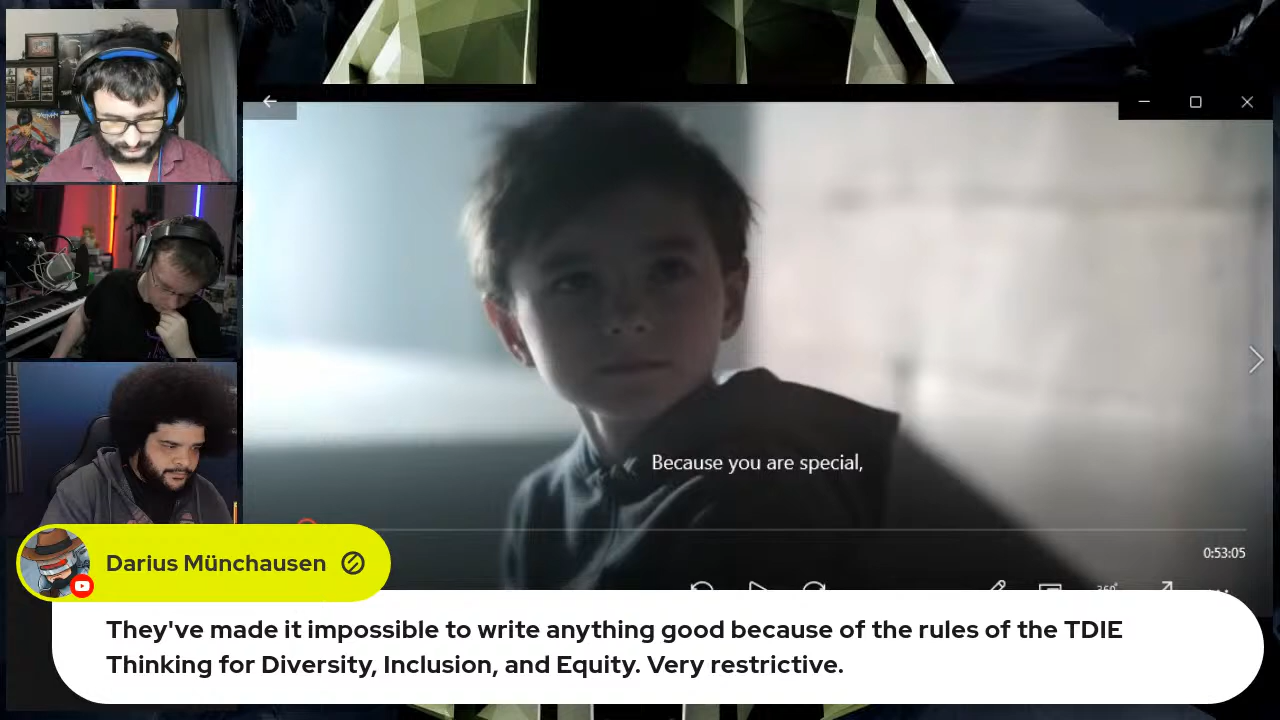 Because you are special,
0:53:05
Darius Münchausen
They've made it impossible to write anything good because of the rules of the TDIE
Thinking for Diversity, Inclusion, and Equity. Very restrictive.